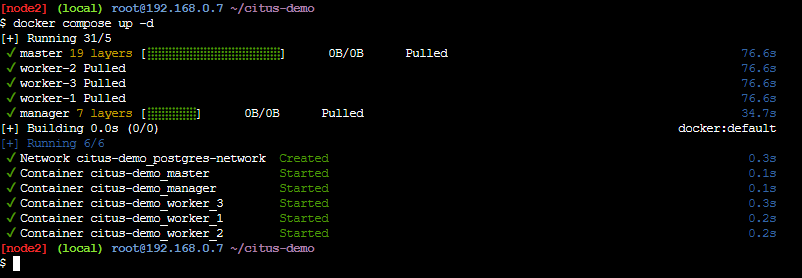 [node2] (local) root@192.168.0.7 ~/citus-demo
$ docker compose up -d
[+] Running 31/5
✔ master 19 layers [⣿⣿⣿⣿⣿⣿⣿⣿⣿⣿⣿⣿⣿⣿⣿⣿⣿⣿⣿] 0B/0B Pulled 76.6s
✔ worker-2 Pulled 76.6s
✔ worker-3 Pulled 76.6s
✔ worker-1 Pulled 76.6s
✔ manager 7 layers [⣿⣿⣿⣿⣿⣿⣿] 0B/0B Pulled 34.7s
[+] Building 0.0s (0/0) docker:default
[+] Running 6/6
✔ Network citus-demo_postgres-network Created 0.3s
✔ Container citus-demo_master Started 0.1s
✔ Container citus-demo_manager Started 0.1s
✔ Container citus-demo_worker_3 Started 0.3s
✔ Container citus-demo_worker_1 Started 0.2s
✔ Container citus-demo_worker_2 Started 0.2s
[node2] (local) root@192.168.0.7 ~/citus-demo
$